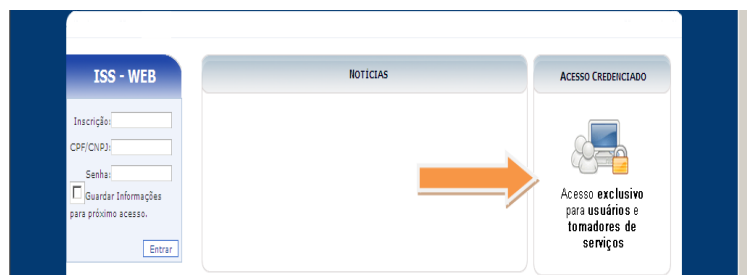 ISS - WEB
Inscrição:
CPF/CNPJ:
Senha:
Guardar Informações
para próximo acesso.
Entrar
NOTÍCIAS
ACESSO CREDENCIADO
Acesso exclusivo
para usuários e
tomadores de
serviços